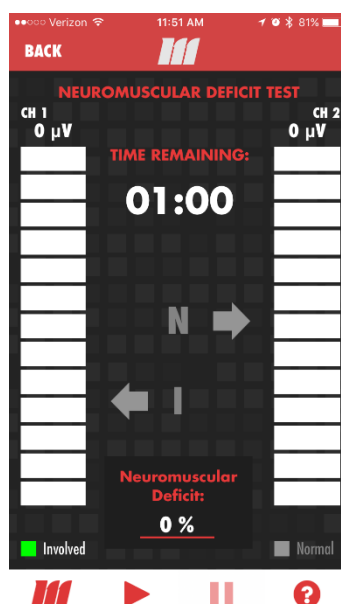 Verizon 11:51 AM 81%
BACK
NEUROMUSCULAR DEFICIT TEST
CH 1 CH 2
0 µV 0 µV
TIME REMAINING:
01:00
N
I
Neuromuscular
Deficit:
0 %
Involved Normal
?